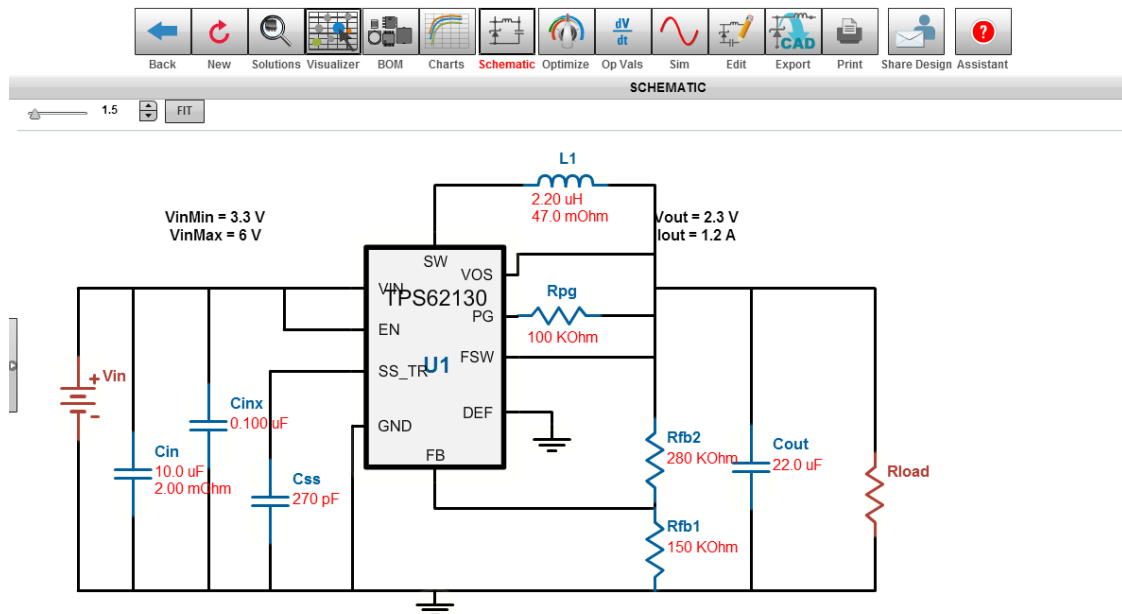 dV
dt
CAD
?
Back New Solutions Visualizer BOM Charts Schematic Optimize Op Vals Sim Edit Export Print Share Design Assistant
SCHEMATIC
1.5 FIT
L1
2.20 uH
47.0 mOhm
VinMin = 3.3 V
VinMax = 6 V
Vout = 2.3 V
Iout = 1.2 A
SW
VOS
VIN
TPS62130
Rpg
PG
100 KOhm
EN
FSW
SS_TR
U1
+ Vin
-
Cinx
0.100 uF
DEF
GND
FB
Cin
10.0 uF
2.00 mOhm
Css
270 pF
Rfb2
280 KOhm
Cout
22.0 uF
Rload
Rfb1
150 KOhm